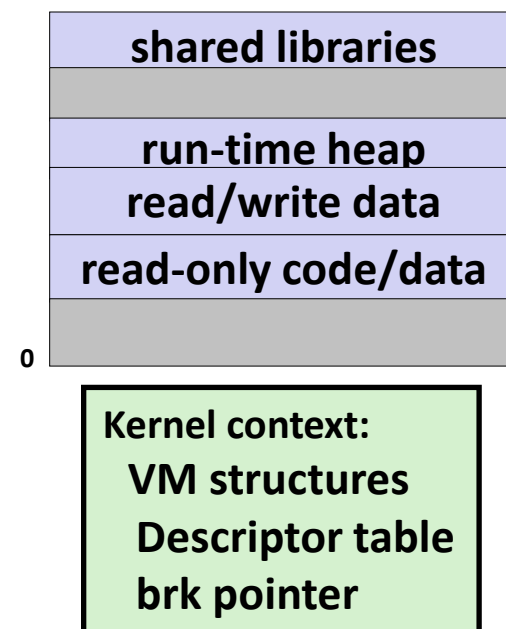 shared libraries
run-time heap
read/write data
read-only code/data
0
Kernel context:
VM structures
Descriptor table
brk pointer